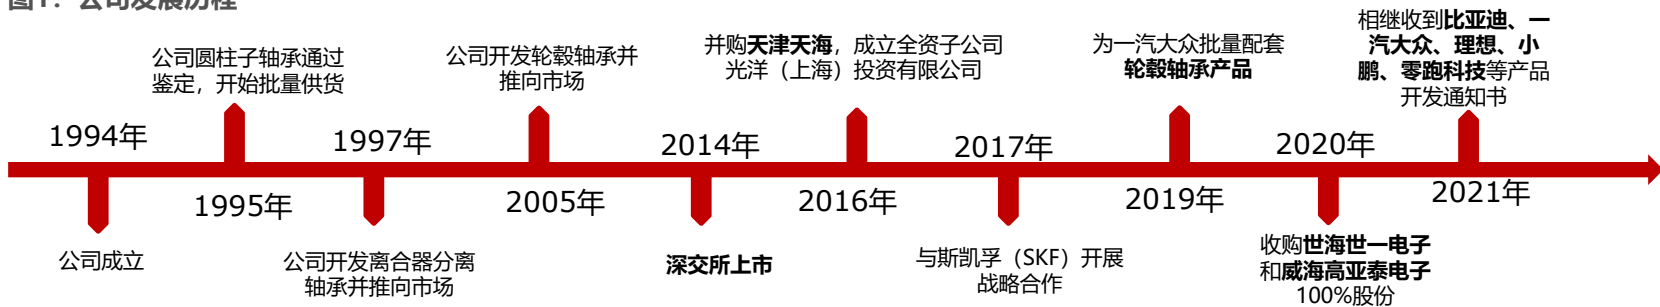 图1：公司发展历程
1994年
公司成立
公司圆柱子轴承通过
鉴定，开始批量供货
1995年
1997年
公司开发离合器分离
轴承并推向市场
公司开发轮毂轴承并
推向市场
2005年
2014年
深交所上市
并购天津天海，成立全资子公司
光洋（上海）投资有限公司
2016年
2017年
与斯凯孚（SKF）开展
战略合作
为一汽大众批量配套
轮毂轴承产品
2019年
2020年
收购世海世一电子
和威海高亚泰电子
100%股份
相继收到比亚迪、一
汽大众、理想、小
鹏、零跑科技等产品
开发通知书
2021年